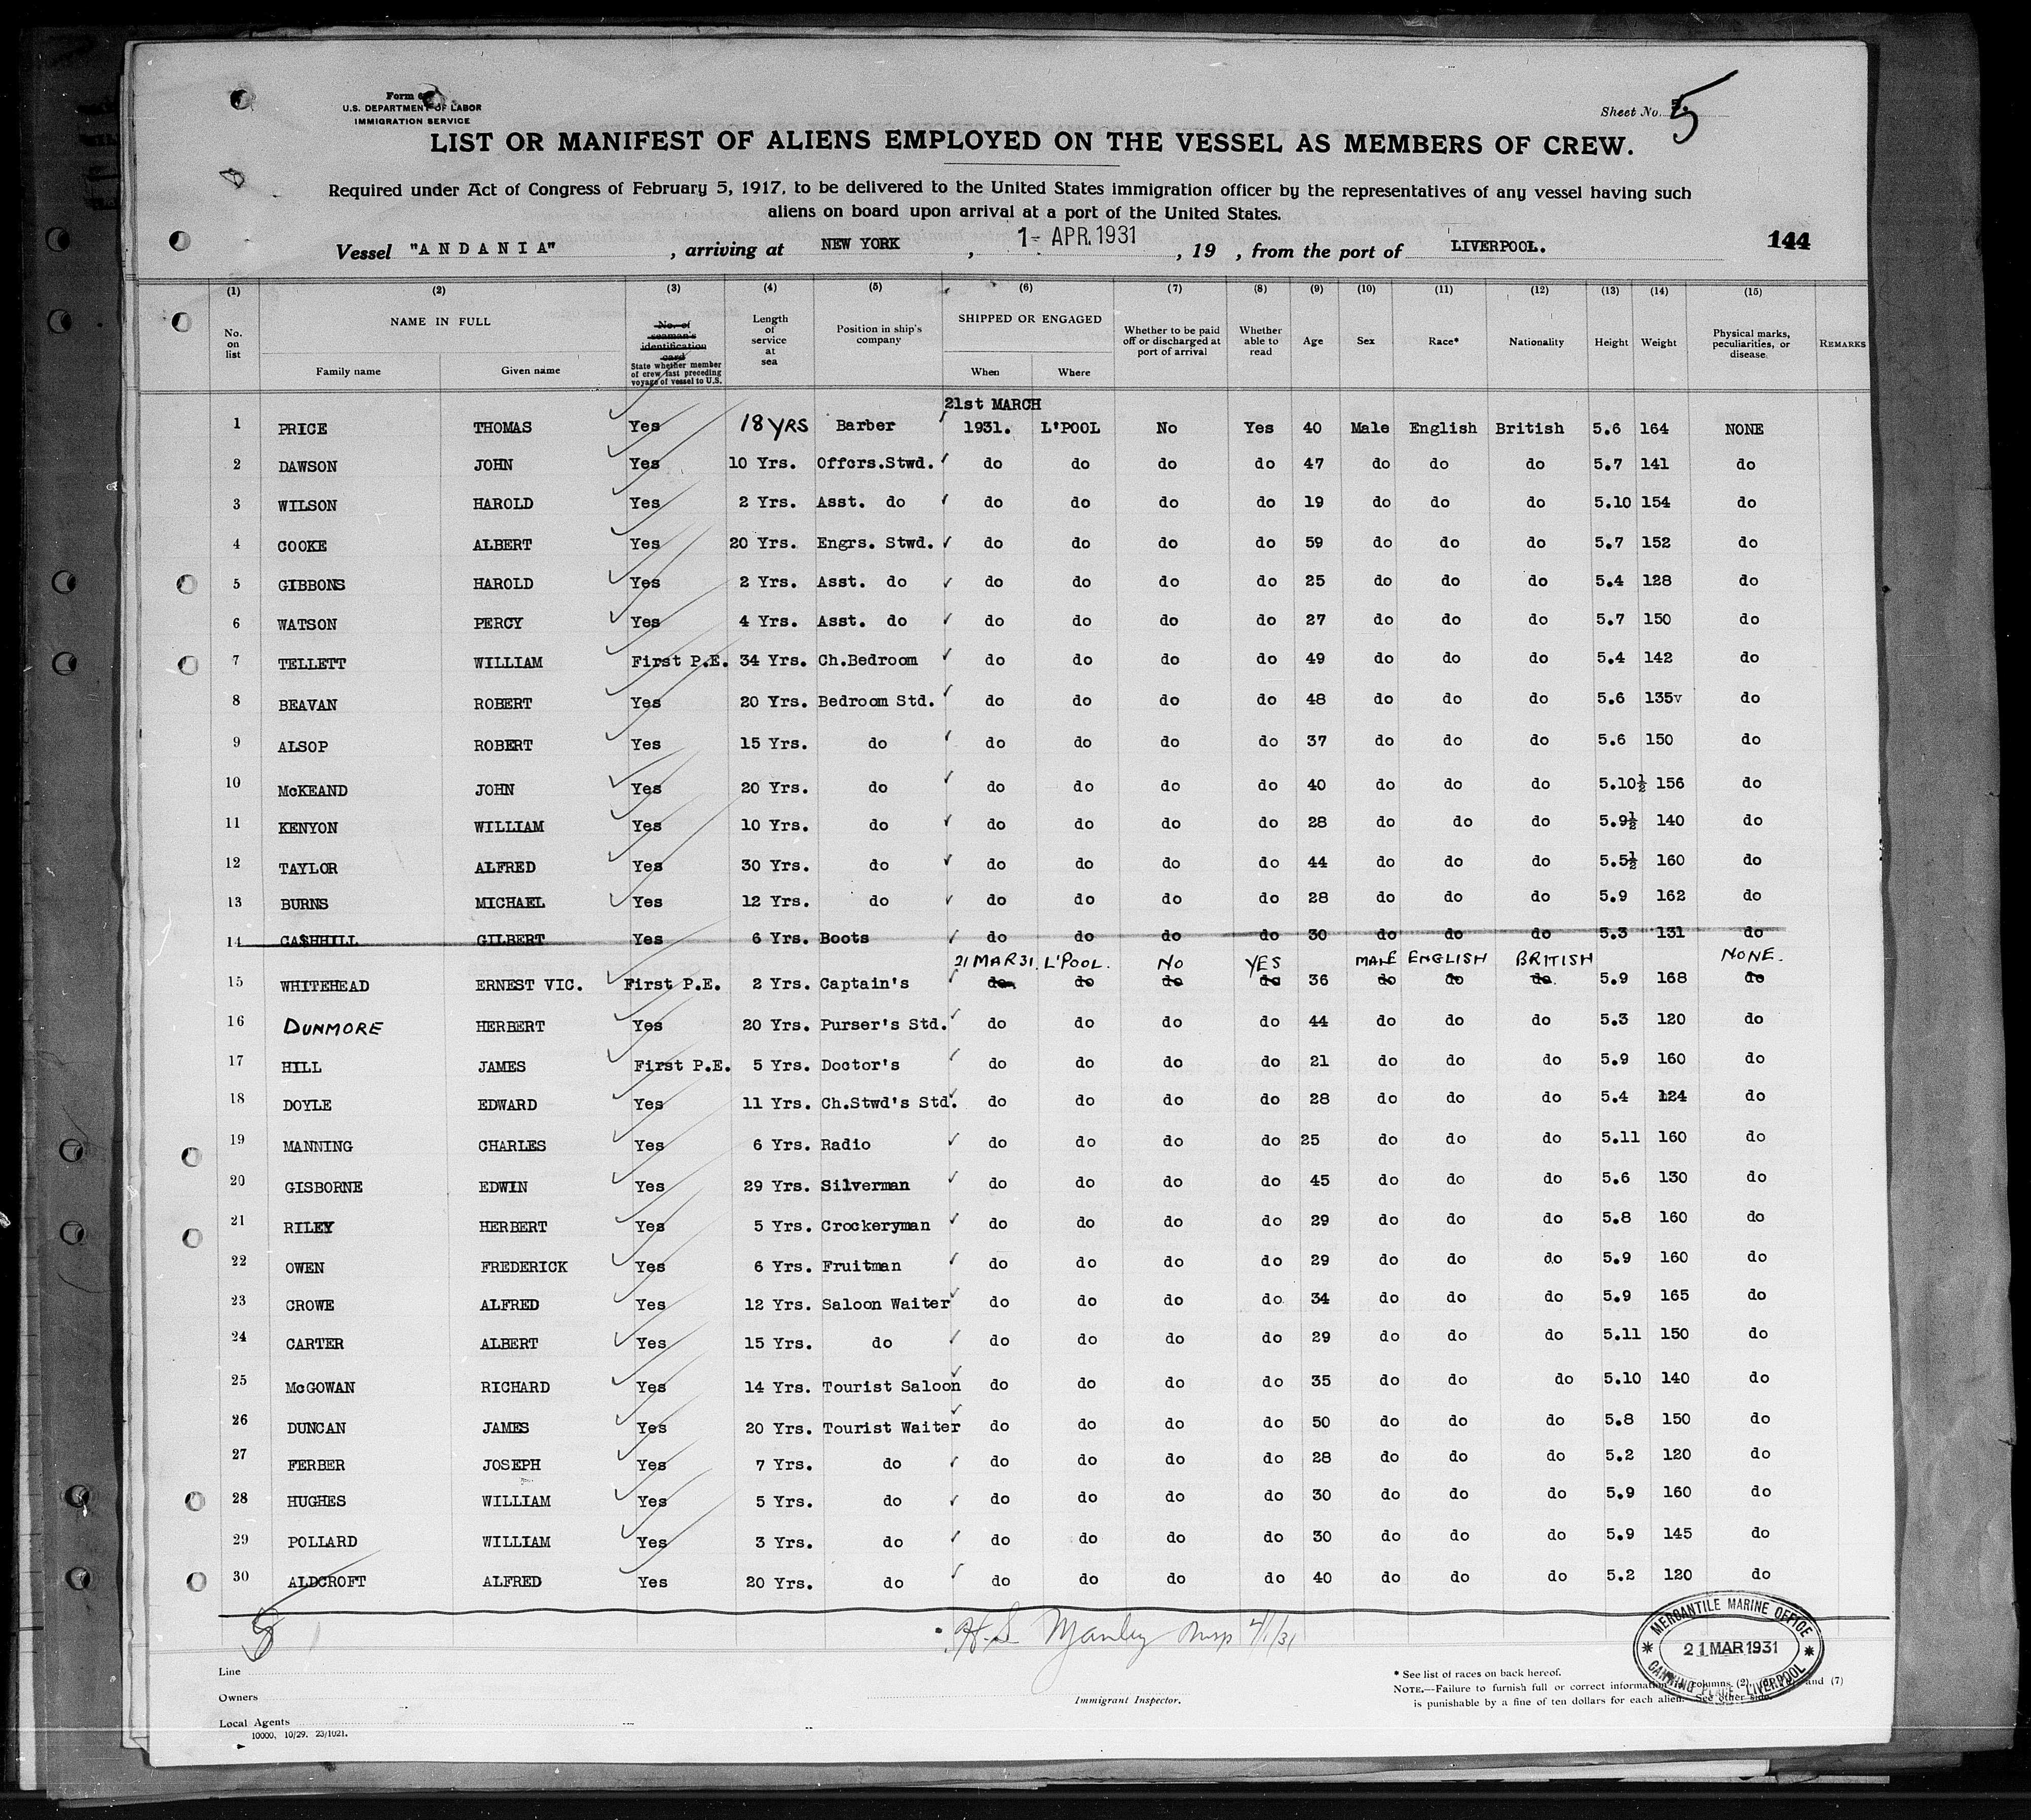 Form
U.S. DEPARTMENT OF LABOR
IMMIGRATION SERVICE
Sheet No. 5
LIST OR MANIFEST OF ALIENS EMPLOYED ON THE VESSEL AS MEMBERS OF CREW.
Required under Act of Congress of February 5, 1917, to be delivered to the United States immigration officer by the representatives of any vessel having such
aliens on board upon arrival at a port of the United States.
Vessel "ANDANIA", arriving at NEW YORK, 1- APR. 1931, 19 , from the port of LIVERPOOL. 144
(1) (2) (3) (4) (5) (6) (7) (8) (9) (10) (11) (12) (13) (14) (15)
No. on list NAME IN FULL Family name Given name No. of seaman's identification card State whether member of crew last preceding voyage of vessel to U.S. Length of service at sea Position in ship's company SHIPPED OR ENGAGED When Where Whether to be paid off or discharged at port of arrival Whether able to read Age Sex Race* Nationality Height Weight Physical marks, peculiarities, or disease. REMARKS
21st MARCH
1 PRICE THOMAS Yes 18 YRS Barber 1931. L'POOL No Yes 40 Male English British 5.6 164 NONE
2 DAWSON JOHN Yes 10 Yrs. Offcrs.Stwd. do do do do 47 do do do 5.7 141 do
3 WILSON HAROLD Yes 2 Yrs. Asst. do do do do do 19 do do do 5.10 154 do
4 COOKE ALBERT Yes 20 Yrs. Engrs. Stwd. do do do do 59 do do do 5.7 152 do
5 GIBBONS HAROLD Yes 2 Yrs. Asst. do do do do do 25 do do do 5.4 128 do
6 WATSON PERCY Yes 4 Yrs. Asst. do do do do do 27 do do do 5.7 150 do
7 TELLETT WILLIAM First P.E. 34 Yrs. Ch.Bedroom do do do do 49 do do do 5.4 142 do
8 BEAVAN ROBERT Yes 20 Yrs. Bedroom Std. do do do do 48 do do do 5.6 135v do
9 ALSOP ROBERT Yes 15 Yrs. do do do do do 37 do do do 5.6 150 do
10 McKEAND JOHN Yes 20 Yrs. do do do do do 40 do do do 5.10½ 156 do
11 KENYON WILLIAM Yes 10 Yrs. do do do do do 28 do do do 5.9½ 140 do
12 TAYLOR ALFRED Yes 30 Yrs. do do do do do 44 do do do 5.5½ 160 do
13 BURNS MICHAEL Yes 12 Yrs. do do do do do 28 do do do 5.9 162 do
14 CASHHILL GILBERT Yes 6 Yrs. Boots do do do do 30 do do do 5.3 131 do
21 MAR 31. L'POOL. NO YES MALE ENGLISH BRITISH NONE.
15 WHITEHEAD ERNEST VIC. First P.E. 2 Yrs. Captain's do do do do 36 do do do 5.9 168 do
16 DUNMORE HERBERT Yes 20 Yrs. Purser's Std. do do do do 44 do do do 5.3 120 do
17 HILL JAMES First P.E. 5 Yrs. Doctor's do do do do 21 do do do 5.9 160 do
18 DOYLE EDWARD Yes 11 Yrs. Ch.Stwd's Std. do do do do 28 do do do 5.4 124 do
19 MANNING CHARLES Yes 6 Yrs. Radio do do do do 25 do do do 5.11 160 do
20 GISBORNE EDWIN Yes 29 Yrs. Silverman do do do do 45 do do do 5.6 130 do
21 RILEY HERBERT Yes 5 Yrs. Crockeryman do do do do 29 do do do 5.8 160 do
22 OWEN FREDERICK Yes 6 Yrs. Fruitman do do do do 29 do do do 5.9 160 do
23 CROWE ALFRED Yes 12 Yrs. Saloon Waiter do do do do 34 do do do 5.9 165 do
24 CARTER ALBERT Yes 15 Yrs. do do do do do 29 do do do 5.11 150 do
25 McGOWAN RICHARD Yes 14 Yrs. Tourist Saloon do do do do 35 do do do 5.10 140 do
26 DUNCAN JAMES Yes 20 Yrs. Tourist Waiter do do do do 50 do do do 5.8 150 do
27 FERBER JOSEPH Yes 7 Yrs. do do do do do 28 do do do 5.2 120 do
28 HUGHES WILLIAM Yes 5 Yrs. do do do do do 30 do do do 5.9 160 do
29 POLLARD WILLIAM Yes 3 Yrs. do do do do do 30 do do do 5.9 145 do
30 ALDCROFT ALFRED Yes 20 Yrs. do do do do do 40 do do do 5.2 120 do
H.S. Manley Insp 4/1/31
MERCANTILE MARINE OFFICE
21 MAR 1931
CANNING PLACE LIVERPOOL
Line
Owners
Local Agents
10000. 10/29. 23/1021.
Immigrant Inspector.
* See list of races on back hereof.
NOTE.—Failure to furnish full or correct information columns (2), and (7)
is punishable by a fine of ten dollars for each alien. See other side.